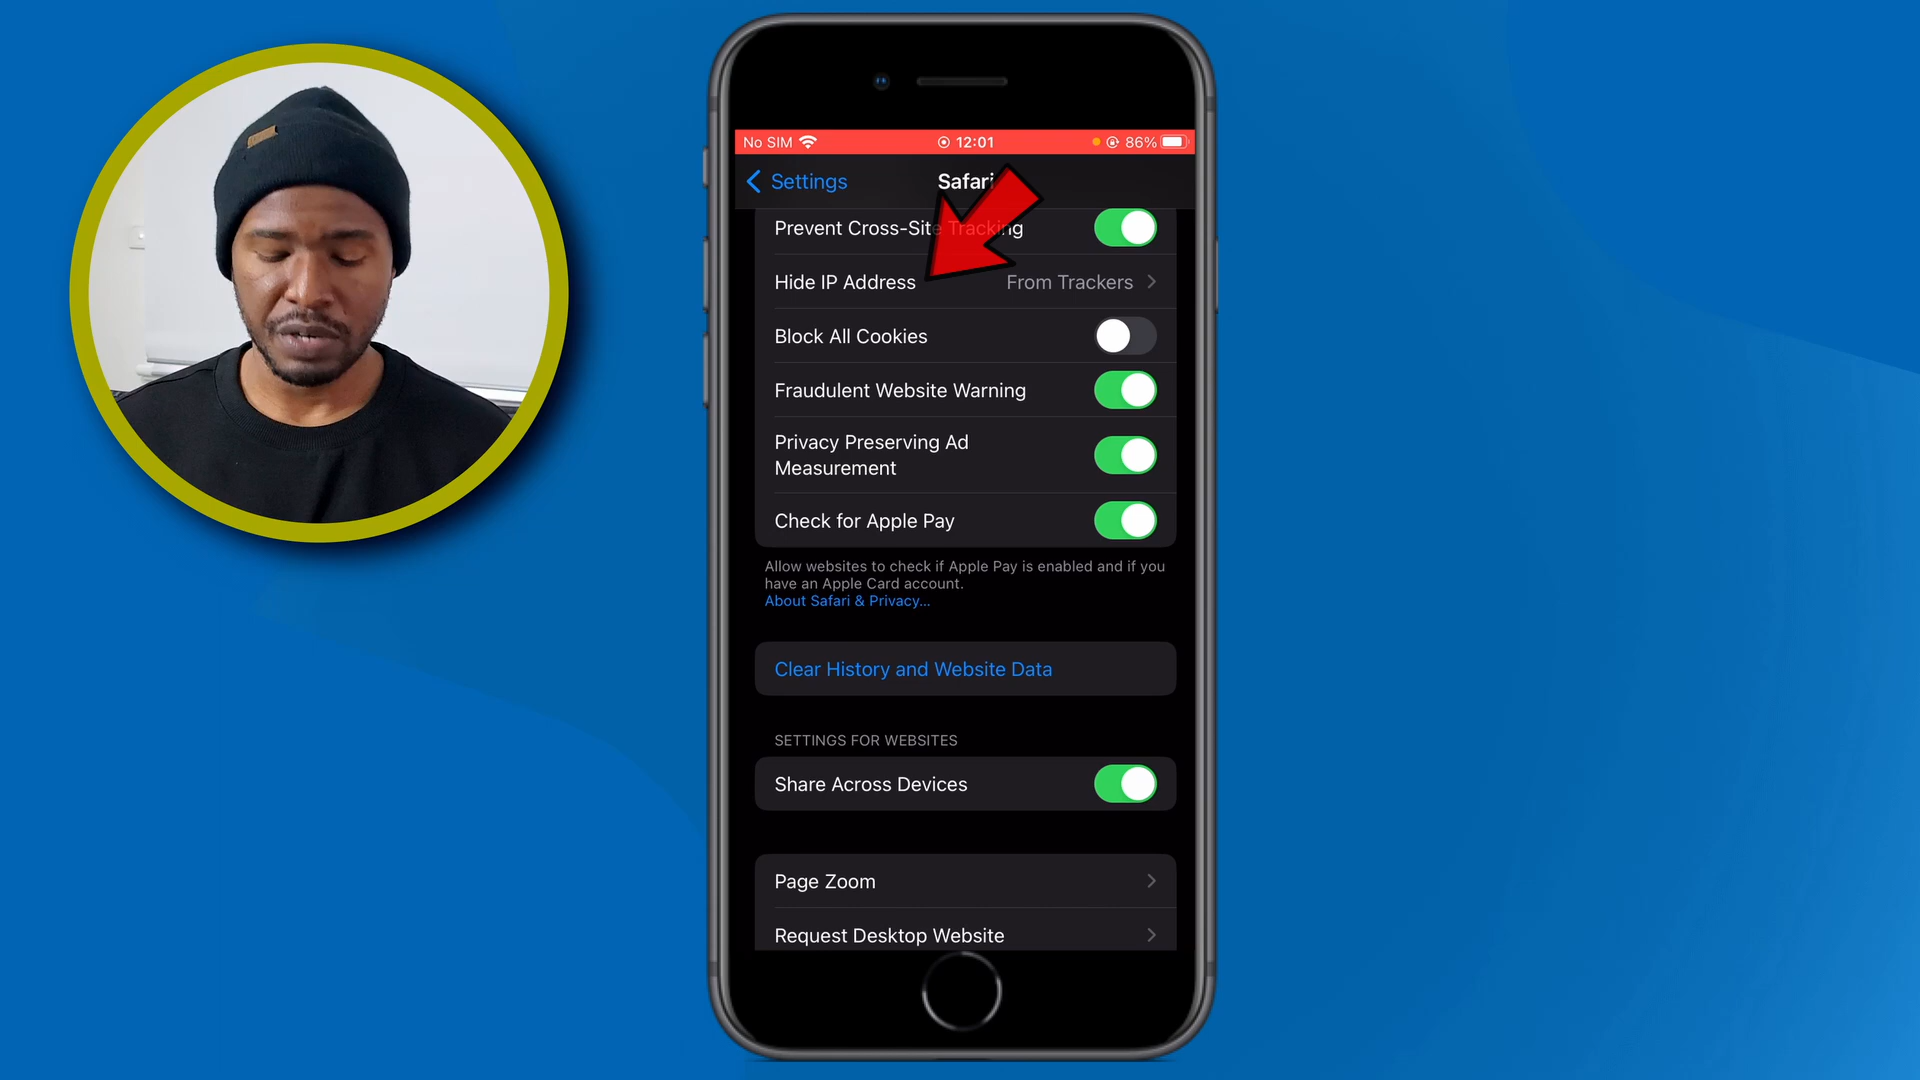 No SIM 12:01 86%
Settings Safari
Prevent Cross-Site Tracking
Hide IP Address From Trackers
Block All Cookies
Fraudulent Website Warning
Privacy Preserving Ad
Measurement
Check for Apple Pay
Allow websites to check if Apple Pay is enabled and if you
have an Apple Card account.
About Safari & Privacy...
Clear History and Website Data
SETTINGS FOR WEBSITES
Share Across Devices
Page Zoom
Request Desktop Website